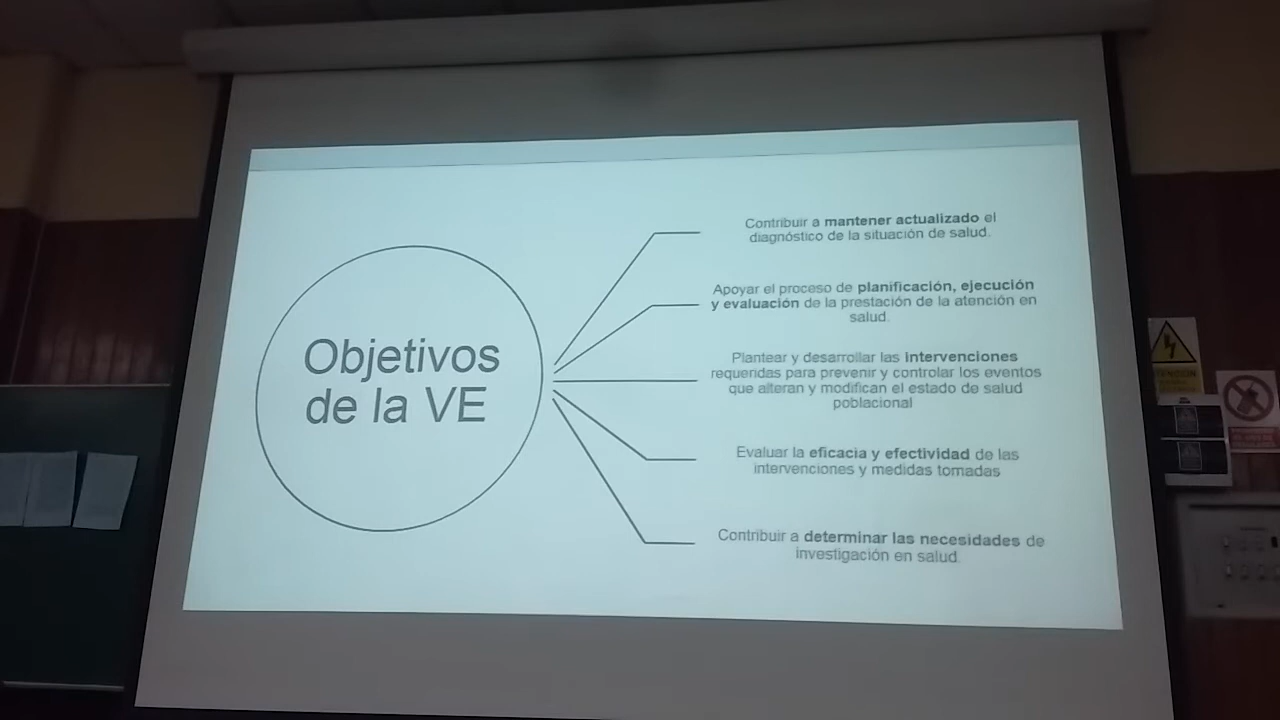 Objetivos
de la VE
Contribuir a mantener actualizado el
diagnóstico de la situación de salud.
Apoyar el proceso de planificación, ejecución
y evaluación de la prestación de la atención en
salud.
Plantear y desarrollar las intervenciones
requeridas para prevenir y controlar los eventos
que alteran y modifican el estado de salud
poblacional
Evaluar la eficacia y efectividad de las
intervenciones y medidas tomadas
Contribuir a determinar las necesidades de
investigación en salud.